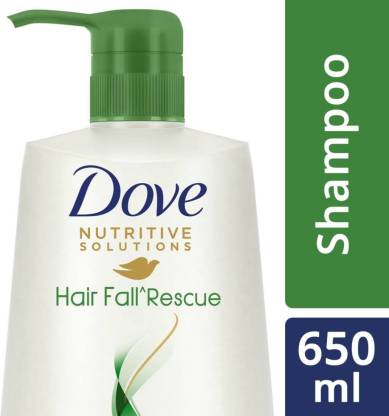 Dove
NUTRITIVE
SOLUTIONS
Hair Fall^Rescue
Shampoo
650
ml